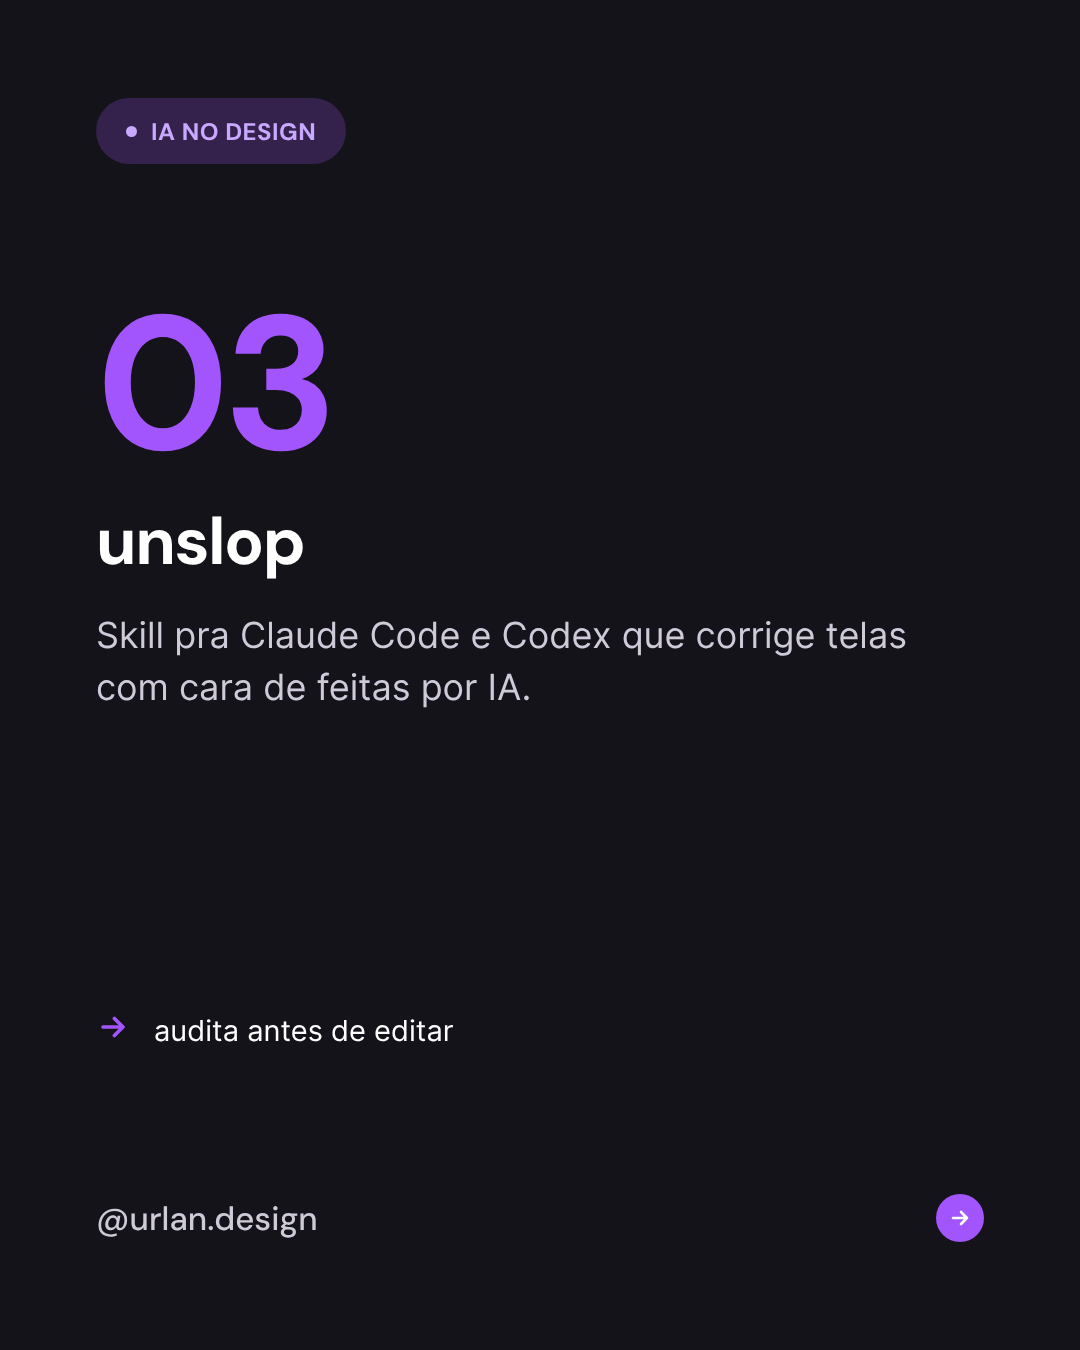 IA NO DESIGN
03
unslop
Skill pra Claude Code e Codex que corrige telas
com cara de feitas por IA.
→ audita antes de editar
@urlan.design